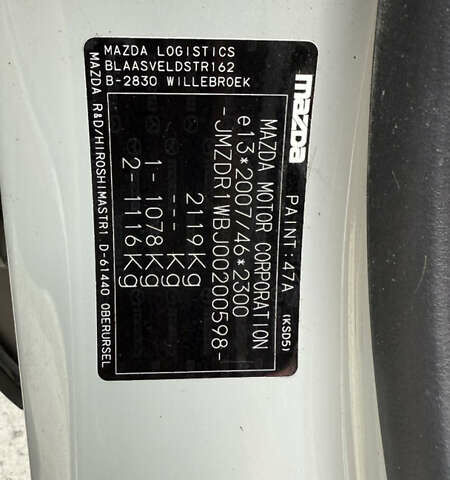 MAZDA LOGISTICS
BLAASVELDSTR162
B-2830 WILLEBROEK
MAZDA R&D/HIROSHIMASTR1 D-61440 OBERURSEL
mazda
PAINT:47A
(KSD5)
MAZDA MOTOR CORPORATION
e13*2007/46*2300
-JMZDR1WBJ00200598-
2119Kg
---Kg
1- 1078Kg
2- 1116Kg